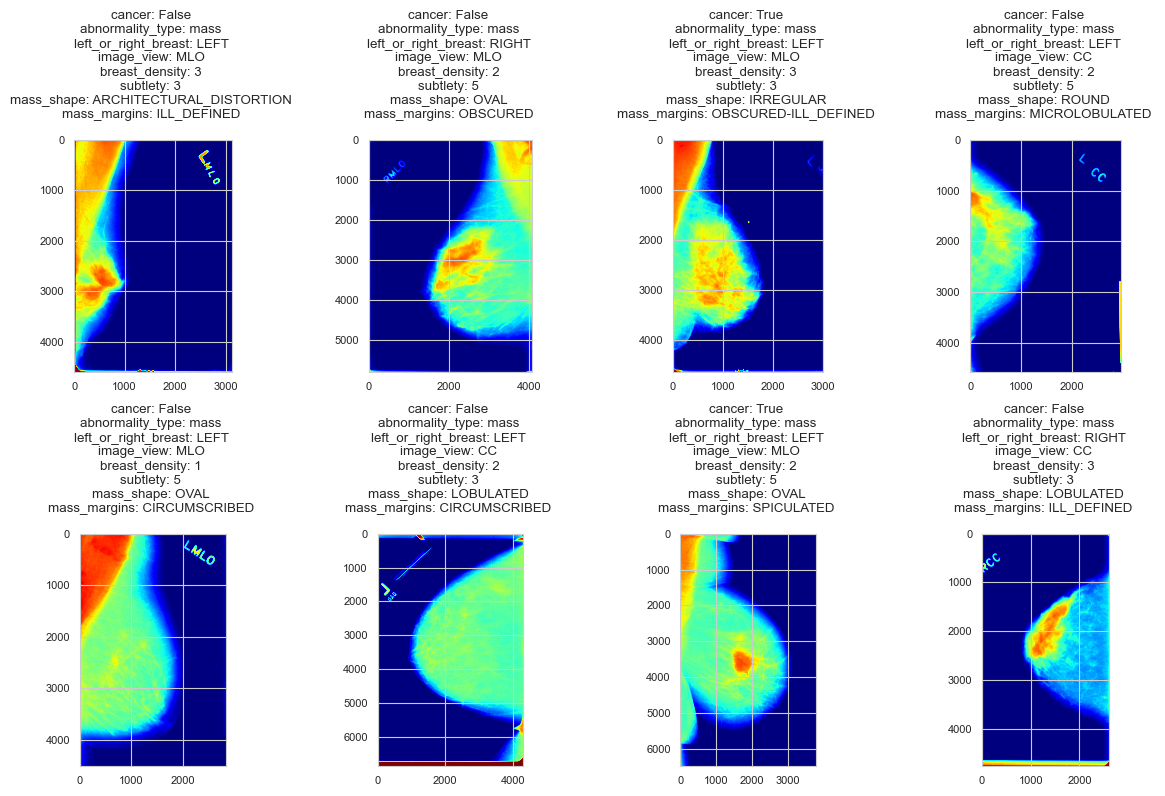 cancer: False
abnormality_type: mass
left_or_right_breast: LEFT
image_view: MLO
breast_density: 3
subtlety: 3
mass_shape: ARCHITECTURAL_DISTORTION
mass_margins: ILL_DEFINED
0
1000
2000
3000
4000
0 1000 2000 3000
L MLO
cancer: False
abnormality_type: mass
left_or_right_breast: RIGHT
image_view: MLO
breast_density: 2
subtlety: 5
mass_shape: OVAL
mass_margins: OBSCURED
0
1000
2000
3000
4000
5000
0 2000 4000
RMLO
cancer: True
abnormality_type: mass
left_or_right_breast: LEFT
image_view: MLO
breast_density: 3
subtlety: 3
mass_shape: IRREGULAR
mass_margins: OBSCURED-ILL_DEFINED
0
1000
2000
3000
4000
0 1000 2000 3000
cancer: False
abnormality_type: mass
left_or_right_breast: LEFT
image_view: CC
breast_density: 2
subtlety: 5
mass_shape: ROUND
mass_margins: MICROLOBULATED
0
1000
2000
3000
4000
0 1000 2000
L CC
cancer: False
abnormality_type: mass
left_or_right_breast: LEFT
image_view: MLO
breast_density: 1
subtlety: 5
mass_shape: OVAL
mass_margins: CIRCUMSCRIBED
0
1000
2000
3000
4000
0 1000 2000
LMLO
cancer: False
abnormality_type: mass
left_or_right_breast: LEFT
image_view: CC
breast_density: 2
subtlety: 3
mass_shape: LOBULATED
mass_margins: CIRCUMSCRIBED
0
1000
2000
3000
4000
5000
6000
0 2000 4000
L
cancer: True
abnormality_type: mass
left_or_right_breast: LEFT
image_view: MLO
breast_density: 2
subtlety: 5
mass_shape: OVAL
mass_margins: SPICULATED
0
1000
2000
3000
4000
5000
6000
0 1000 2000 3000
cancer: False
abnormality_type: mass
left_or_right_breast: RIGHT
image_view: CC
breast_density: 3
subtlety: 3
mass_shape: LOBULATED
mass_margins: ILL_DEFINED
0
1000
2000
3000
4000
0 1000 2000
RCC